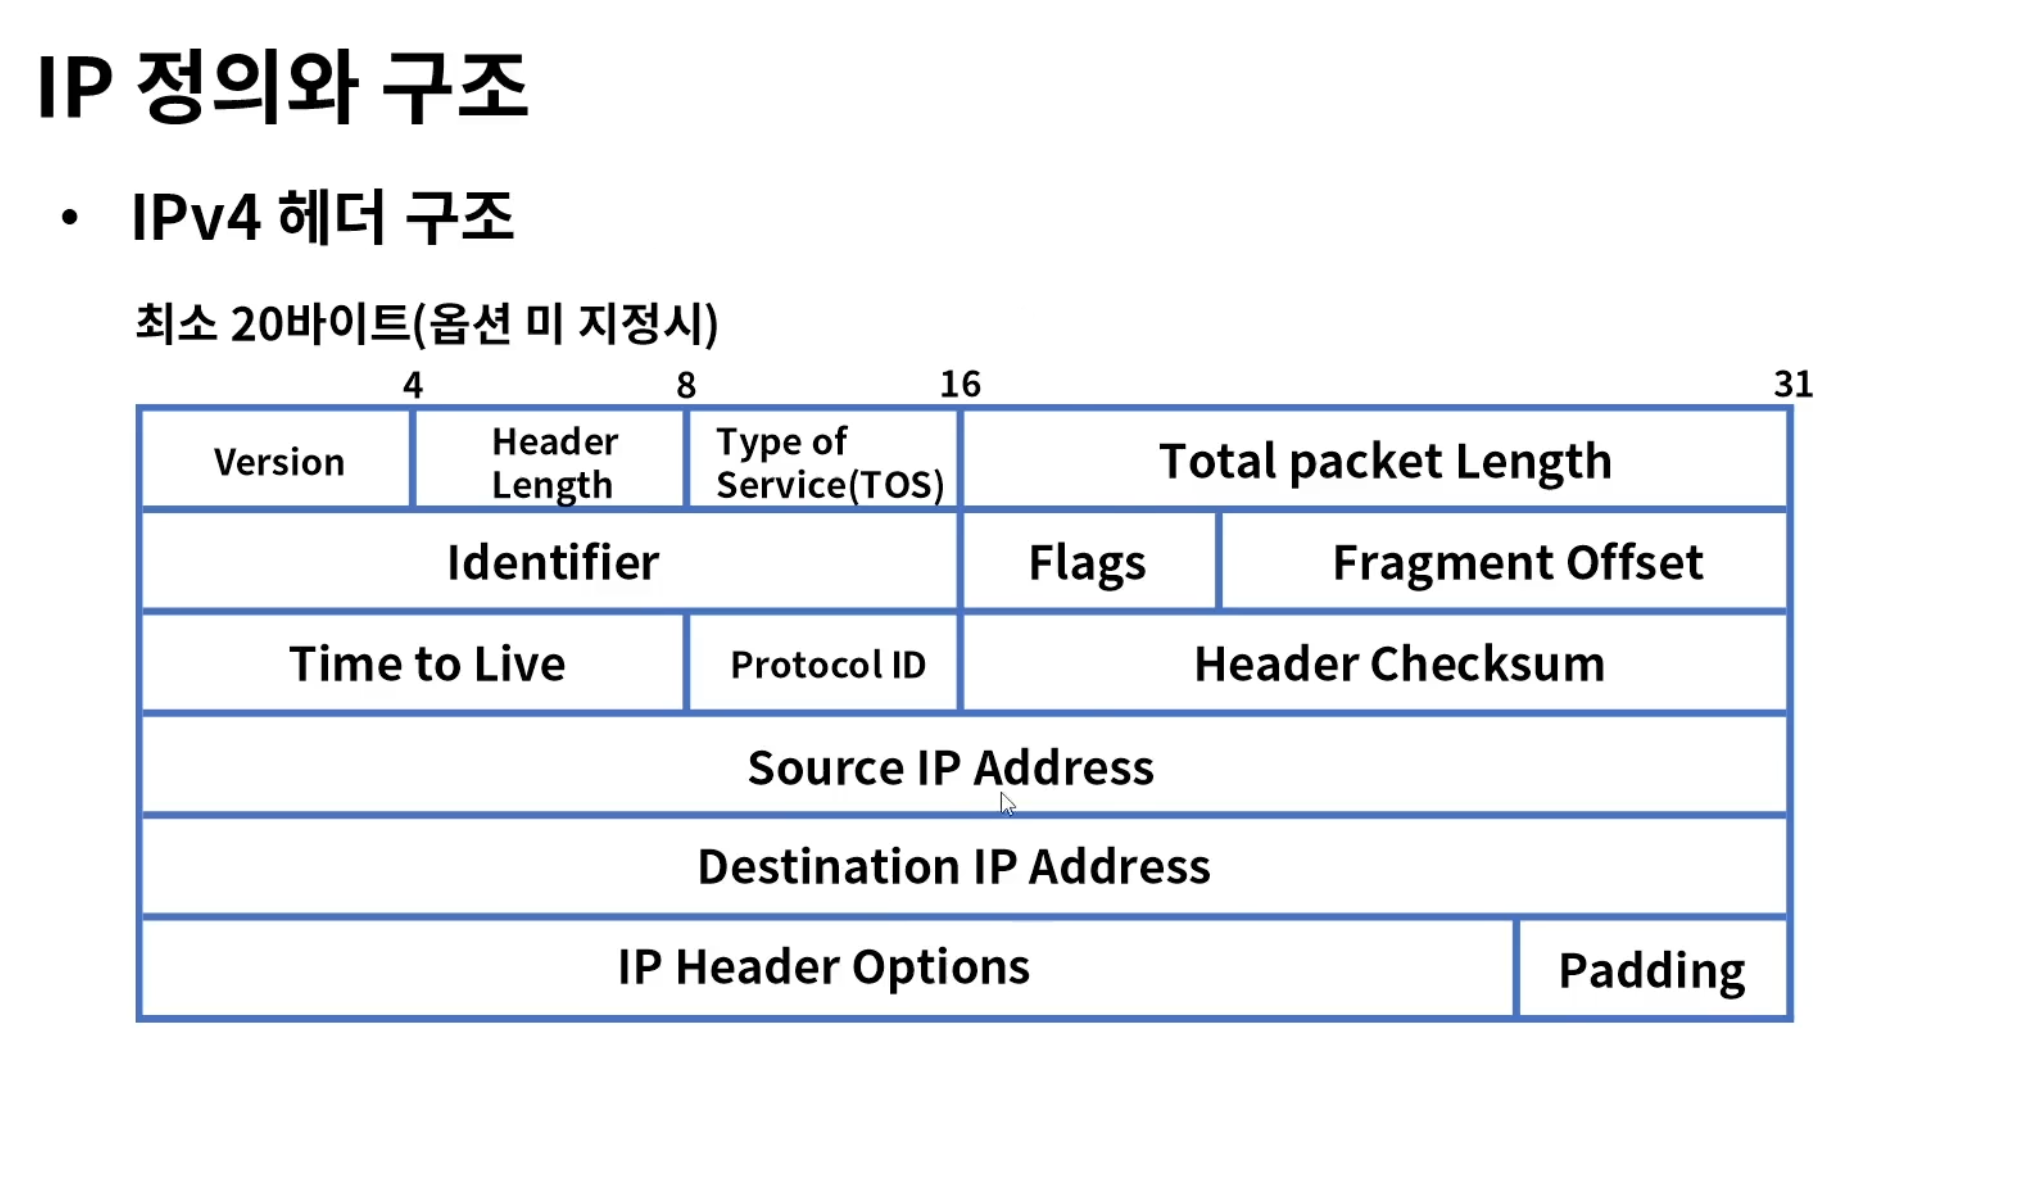 IP 정의와 구조
• IPv4 헤더 구조
최소 20바이트(옵션 미 지정시)
4 8 16 31
Version
Header
Length
Type of
Service(TOS)
Total packet Length
Identifier
Flags
Fragment Offset
Time to Live
Protocol ID
Header Checksum
Source IP Address
Destination IP Address
IP Header Options
Padding